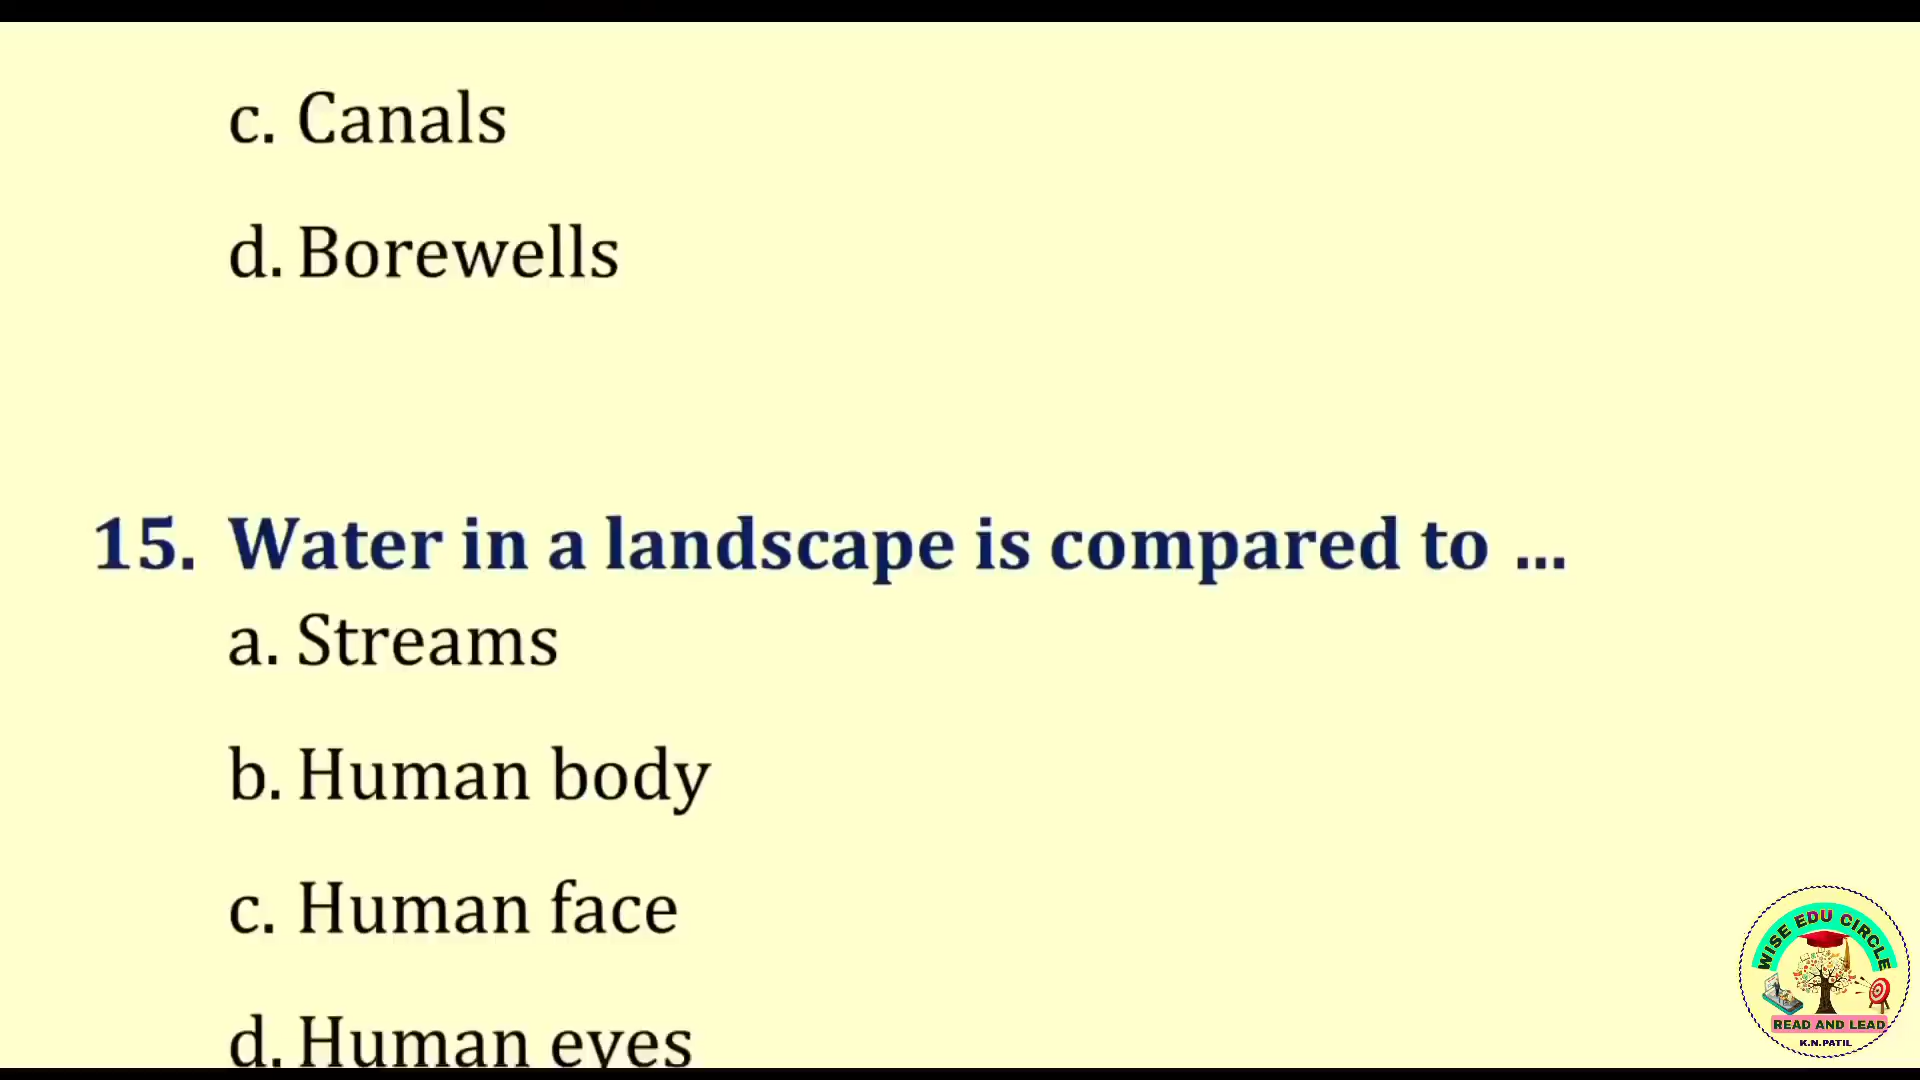 c. Canals
d. Borewells
15. Water in a landscape is compared to ...
a. Streams
b. Human body
c. Human face
d. Human eyes
WISE EDU CIRCLE
READ AND LEAD
K.N.PATIL